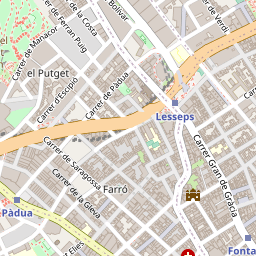 de la Costa
Carrer de Manacor
de Ferran Puig
Bolívar
Carrer de Verdi
el Putget
Carrer d'Escipió
Carrer de Pàdua
Lesseps
Carrer de Saragossa
Carrer Gran de Gràcia
Carrer de la Gleva
Farró
Pàdua
Fonta